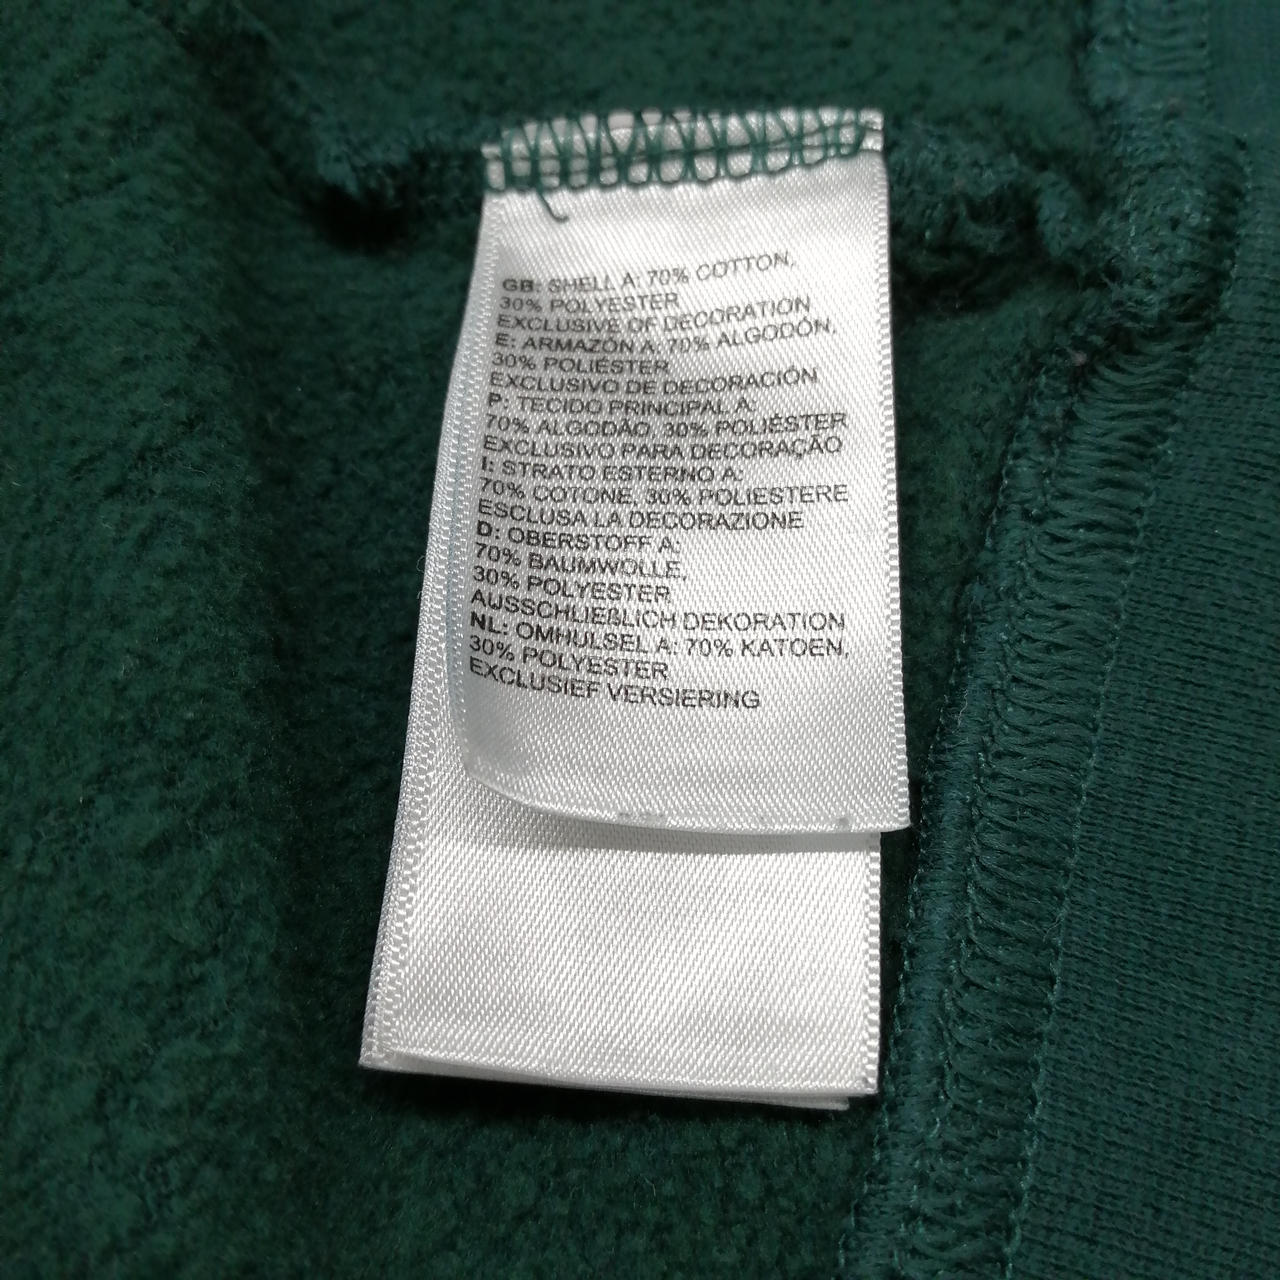 GB: SHELL A: 70% COTTON,
30% POLYESTER
EXCLUSIVE OF DECORATION
E: ARMAZÓN A: 70% ALGODÓN,
30% POLIÉSTER
EXCLUSIVO DE DECORACIÓN
P: TECIDO PRINCIPAL A:
70% ALGODÃO, 30% POLIÉSTER
EXCLUSIVO PARA DECORAÇÃO
I: STRATO ESTERNO A:
70% COTONE, 30% POLIESTERE
ESCLUSA LA DECORAZIONE
D: OBERSTOFF A:
70% BAUMWOLLE,
30% POLYESTER
AUSSCHLIEßLICH DEKORATION
NL: OMHULSEL A: 70% KATOEN,
30% POLYESTER
EXCLUSIEF VERSIERING